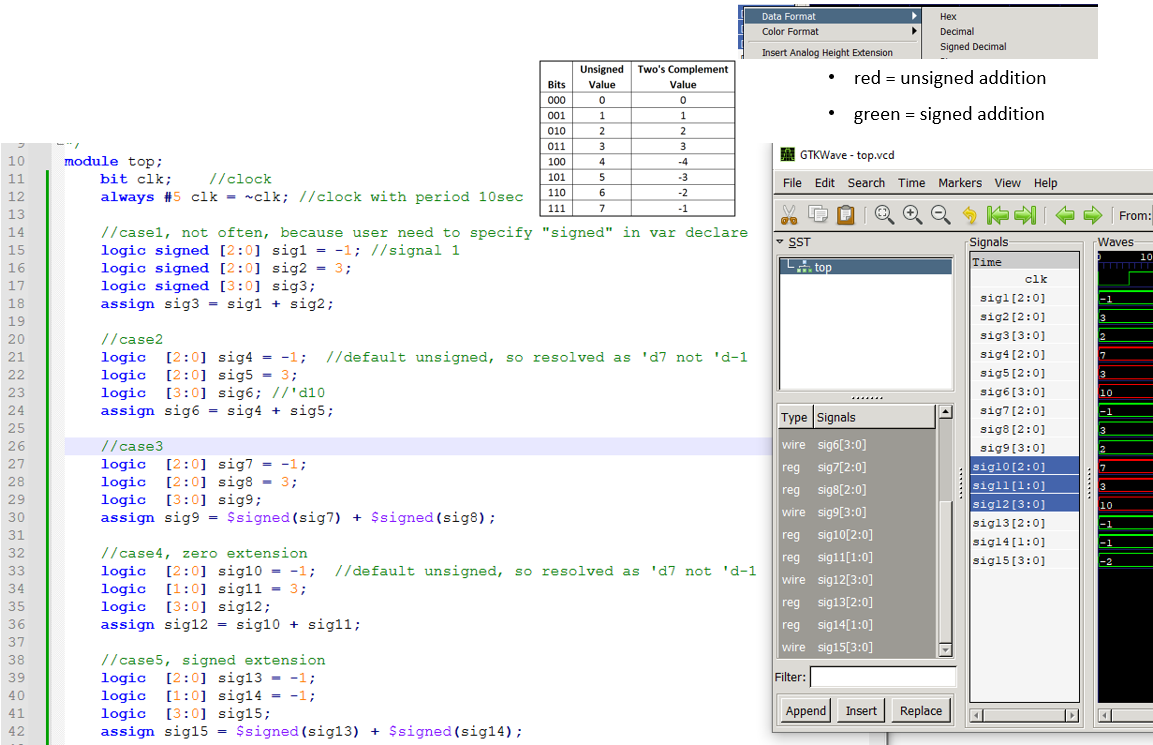 Data Format
Hex
Color Format
Decimal
Insert Analog Height Extension
Signed Decimal
• red = unsigned addition
• green = signed addition
Bits Unsigned Value Two's Complement Value
000 0 0
001 1 1
010 2 2
011 3 3
100 4 -4
101 5 -3
110 6 -2
111 7 -1
10 module top;
11 bit clk; //clock
12 always #5 clk = ~clk; //clock with period 10sec
13
14 //case1, not often, because user need to specify "signed" in var declare
15 logic signed [2:0] sig1 = -1; //signal 1
16 logic signed [2:0] sig2 = 3;
17 logic signed [3:0] sig3;
18 assign sig3 = sig1 + sig2;
19
20 //case2
21 logic [2:0] sig4 = -1; //default unsigned, so resolved as 'd7 not 'd-1
22 logic [2:0] sig5 = 3;
23 logic [3:0] sig6; //'d10
24 assign sig6 = sig4 + sig5;
25
26 //case3
27 logic [2:0] sig7 = -1;
28 logic [2:0] sig8 = 3;
29 logic [3:0] sig9;
30 assign sig9 = $signed(sig7) + $signed(sig8);
31
32 //case4, zero extension
33 logic [2:0] sig10 = -1; //default unsigned, so resolved as 'd7 not 'd-1
34 logic [1:0] sig11 = 3;
35 logic [3:0] sig12;
36 assign sig12 = sig10 + sig11;
37
38 //case5, signed extension
39 logic [2:0] sig13 = -1;
40 logic [1:0] sig14 = -1;
41 logic [3:0] sig15;
42 assign sig15 = $signed(sig13) + $signed(sig14);
GTKWave - top.vcd
File Edit Search Time Markers View Help
From:
SST
top
Type Signals
wire sig6[3:0]
reg sig7[2:0]
reg sig8[2:0]
wire sig9[3:0]
reg sig10[2:0]
reg sig11[1:0]
wire sig12[3:0]
reg sig13[2:0]
reg sig14[1:0]
wire sig15[3:0]
Filter:
Append Insert Replace
Signals
Time
clk
sig1[2:0]
sig2[2:0]
sig3[3:0]
sig4[2:0]
sig5[2:0]
sig6[3:0]
sig7[2:0]
sig8[2:0]
sig9[3:0]
sig10[2:0]
sig11[1:0]
sig12[3:0]
sig13[2:0]
sig14[1:0]
sig15[3:0]
Waves
-1
3
2
7
3
10
-1
3
2
7
3
10
-1
-1
-2